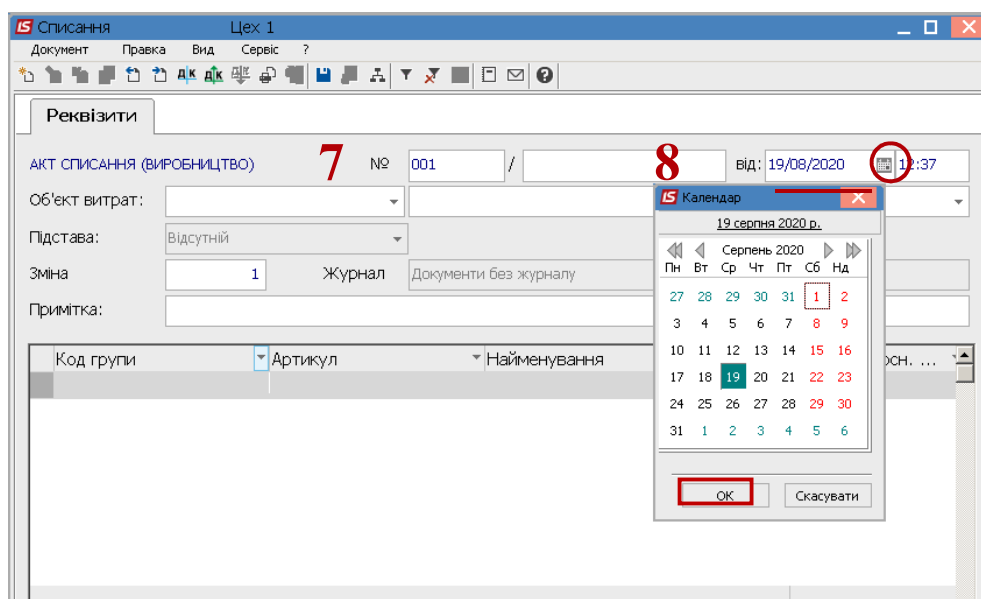 IS Списання Цех 1
Документ Правка Вид Сервіс ?
Реквізити
АКТ СПИСАННЯ (ВИРОБНИЦТВО) 7 № 001 / 8 від: 19/08/2020 12:37
Об'єкт витрат:
Підстава: Відсутній
Зміна 1 Журнал Документи без журналу
Примітка:
Код групи Артикул Найменування осн. ...
IS Календар
19 серпня 2020 р.
Серпень 2020
Пн Вт Ср Чт Пт Сб Нд
27 28 29 30 31 1 2
3 4 5 6 7 8 9
10 11 12 13 14 15 16
17 18 19 20 21 22 23
24 25 26 27 28 29 30
31 1 2 3 4 5 6
OK Скасувати